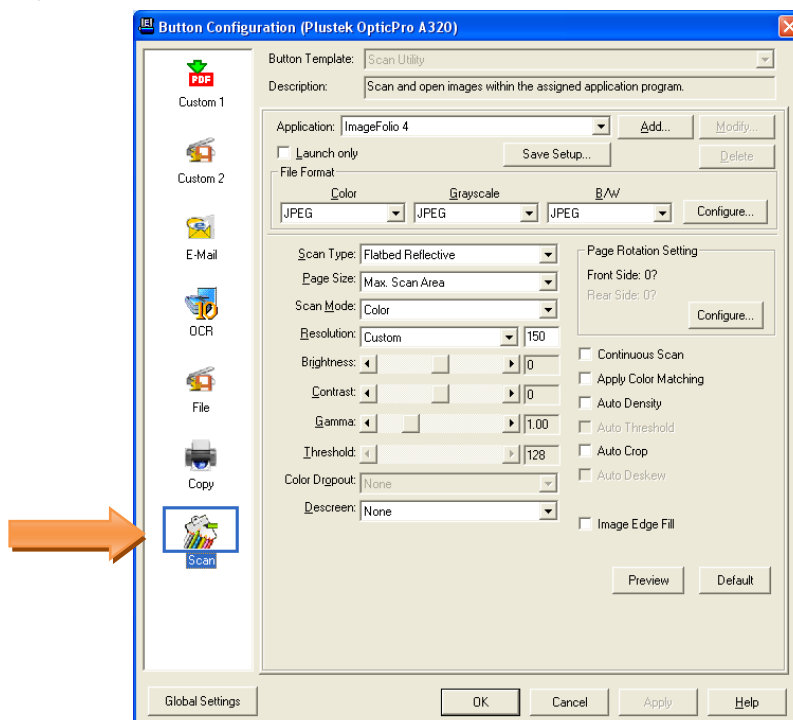 Button Configuration (Plustek OpticPro A320)
Button Template: Scan Utility
Description: Scan and open images within the assigned application program.
Custom 1
Custom 2
E-Mail
OCR
File
Copy
Scan
Application: ImageFolio 4 Add... Modify...
Launch only Save Setup... Delete
File Format
Color Grayscale B/W
JPEG JPEG JPEG Configure...
Scan Type: Flatbed Reflective
Page Size: Max. Scan Area
Scan Mode: Color
Resolution: Custom 150
Brightness: 0
Contrast: 0
Gamma: 1.00
Threshold: 128
Color Dropout: None
Descreen: None
Page Rotation Setting
Front Side: 0?
Rear Side: 0?
Configure...
Continuous Scan
Apply Color Matching
Auto Density
Auto Threshold
Auto Crop
Auto Deskew
Image Edge Fill
Preview Default
Global Settings OK Cancel Apply Help